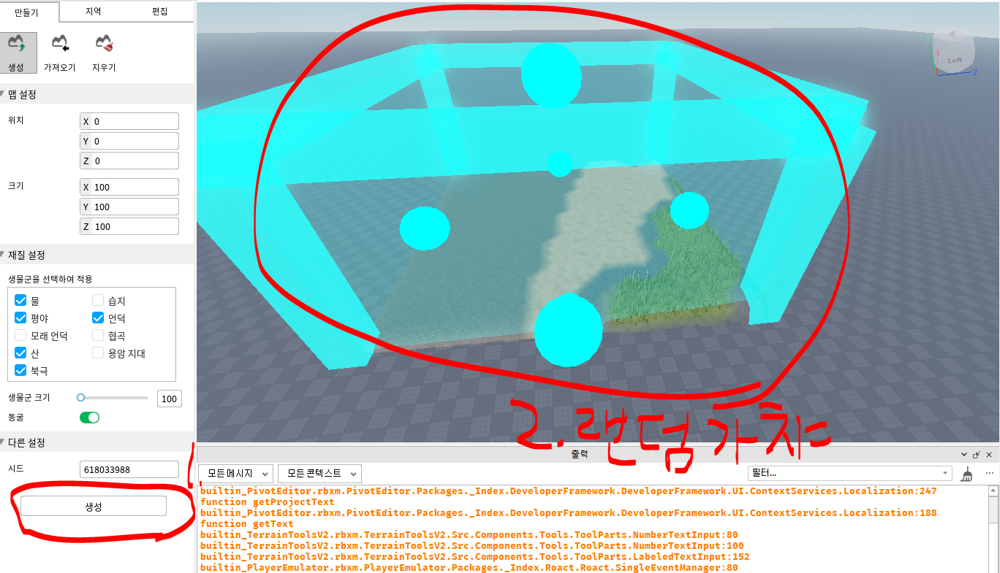 만들기
지역
편집
생성
가져오기
지우기
맵 설정
위치
X 0
Y 0
Z 0
크기
X 100
Y 100
Z 100
재질 설정
생물군을 선택하여 적용
물
습지
평야
언덕
모래 언덕
협곡
산
용암 지대
북극
생물군 크기
100
동굴
다른 설정
시드
618033988
생성
Left
Z
2.랜덤가치는
출력
모든 메시지
모든 콘텍스트
필터...
builtin_PivotEditor.rbxm.PivotEditor.Packages._Index.DeveloperFramework.DeveloperFramework.UI.ContextServices.Localization:247
function getProjectText
builtin_PivotEditor.rbxm.PivotEditor.Packages._Index.DeveloperFramework.DeveloperFramework.UI.ContextServices.Localization:188
function getText
builtin_TerrainToolsV2.rbxm.TerrainToolsV2.Src.Components.Tools.ToolParts.NumberTextInput:80
builtin_TerrainToolsV2.rbxm.TerrainToolsV2.Src.Components.Tools.ToolParts.NumberTextInput:100
builtin_TerrainToolsV2.rbxm.TerrainToolsV2.Src.Components.Tools.ToolParts.LabeledTextInput:152
builtin_PlayerEmulator.rbxm.PlayerEmulator.Packages._Index.Roact.Roact.SingleEventManager:80